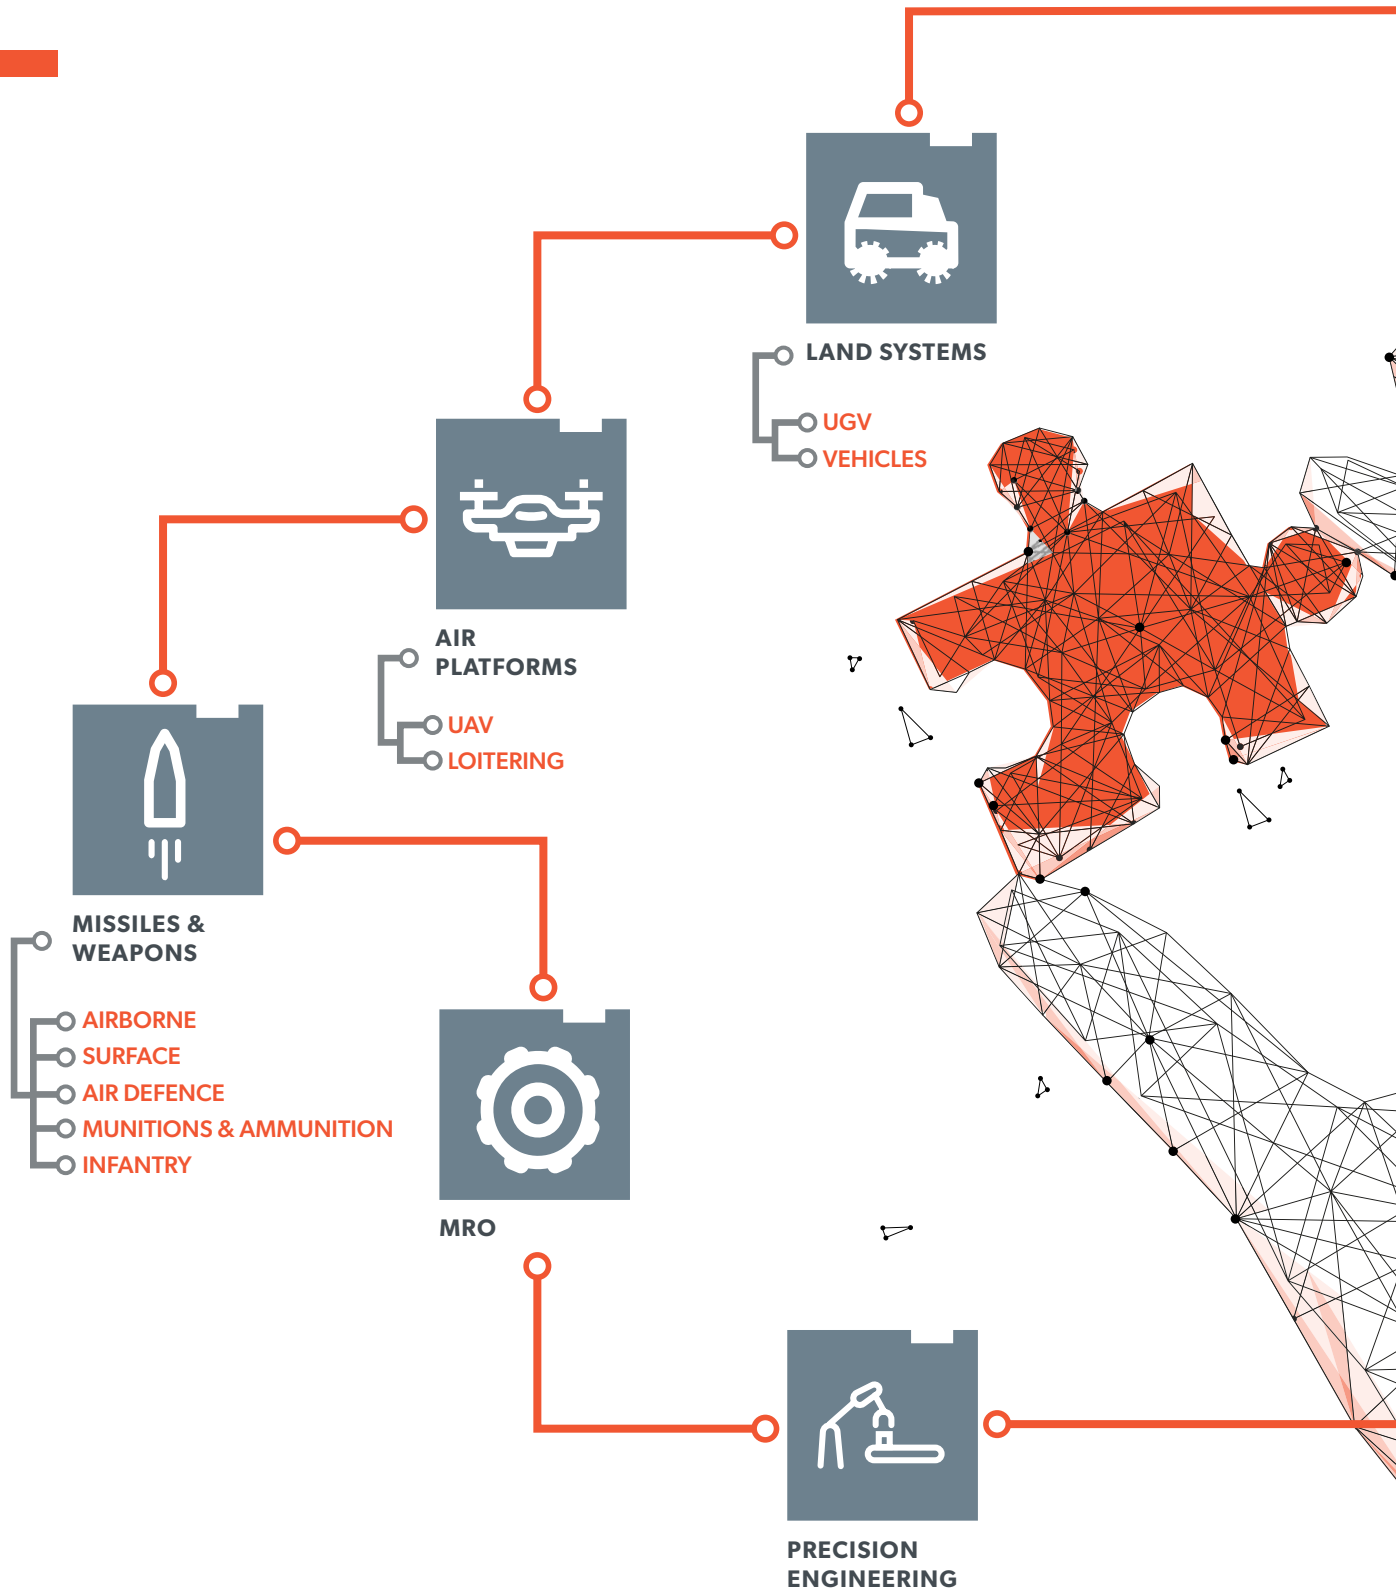 LAND SYSTEMS
UGV
VEHICLES
AIR
PLATFORMS
UAV
LOITERING
MISSILES &
WEAPONS
AIRBORNE
SURFACE
AIR DEFENCE
MUNITIONS & AMMUNITION
INFANTRY
MRO
PRECISION
ENGINEERING